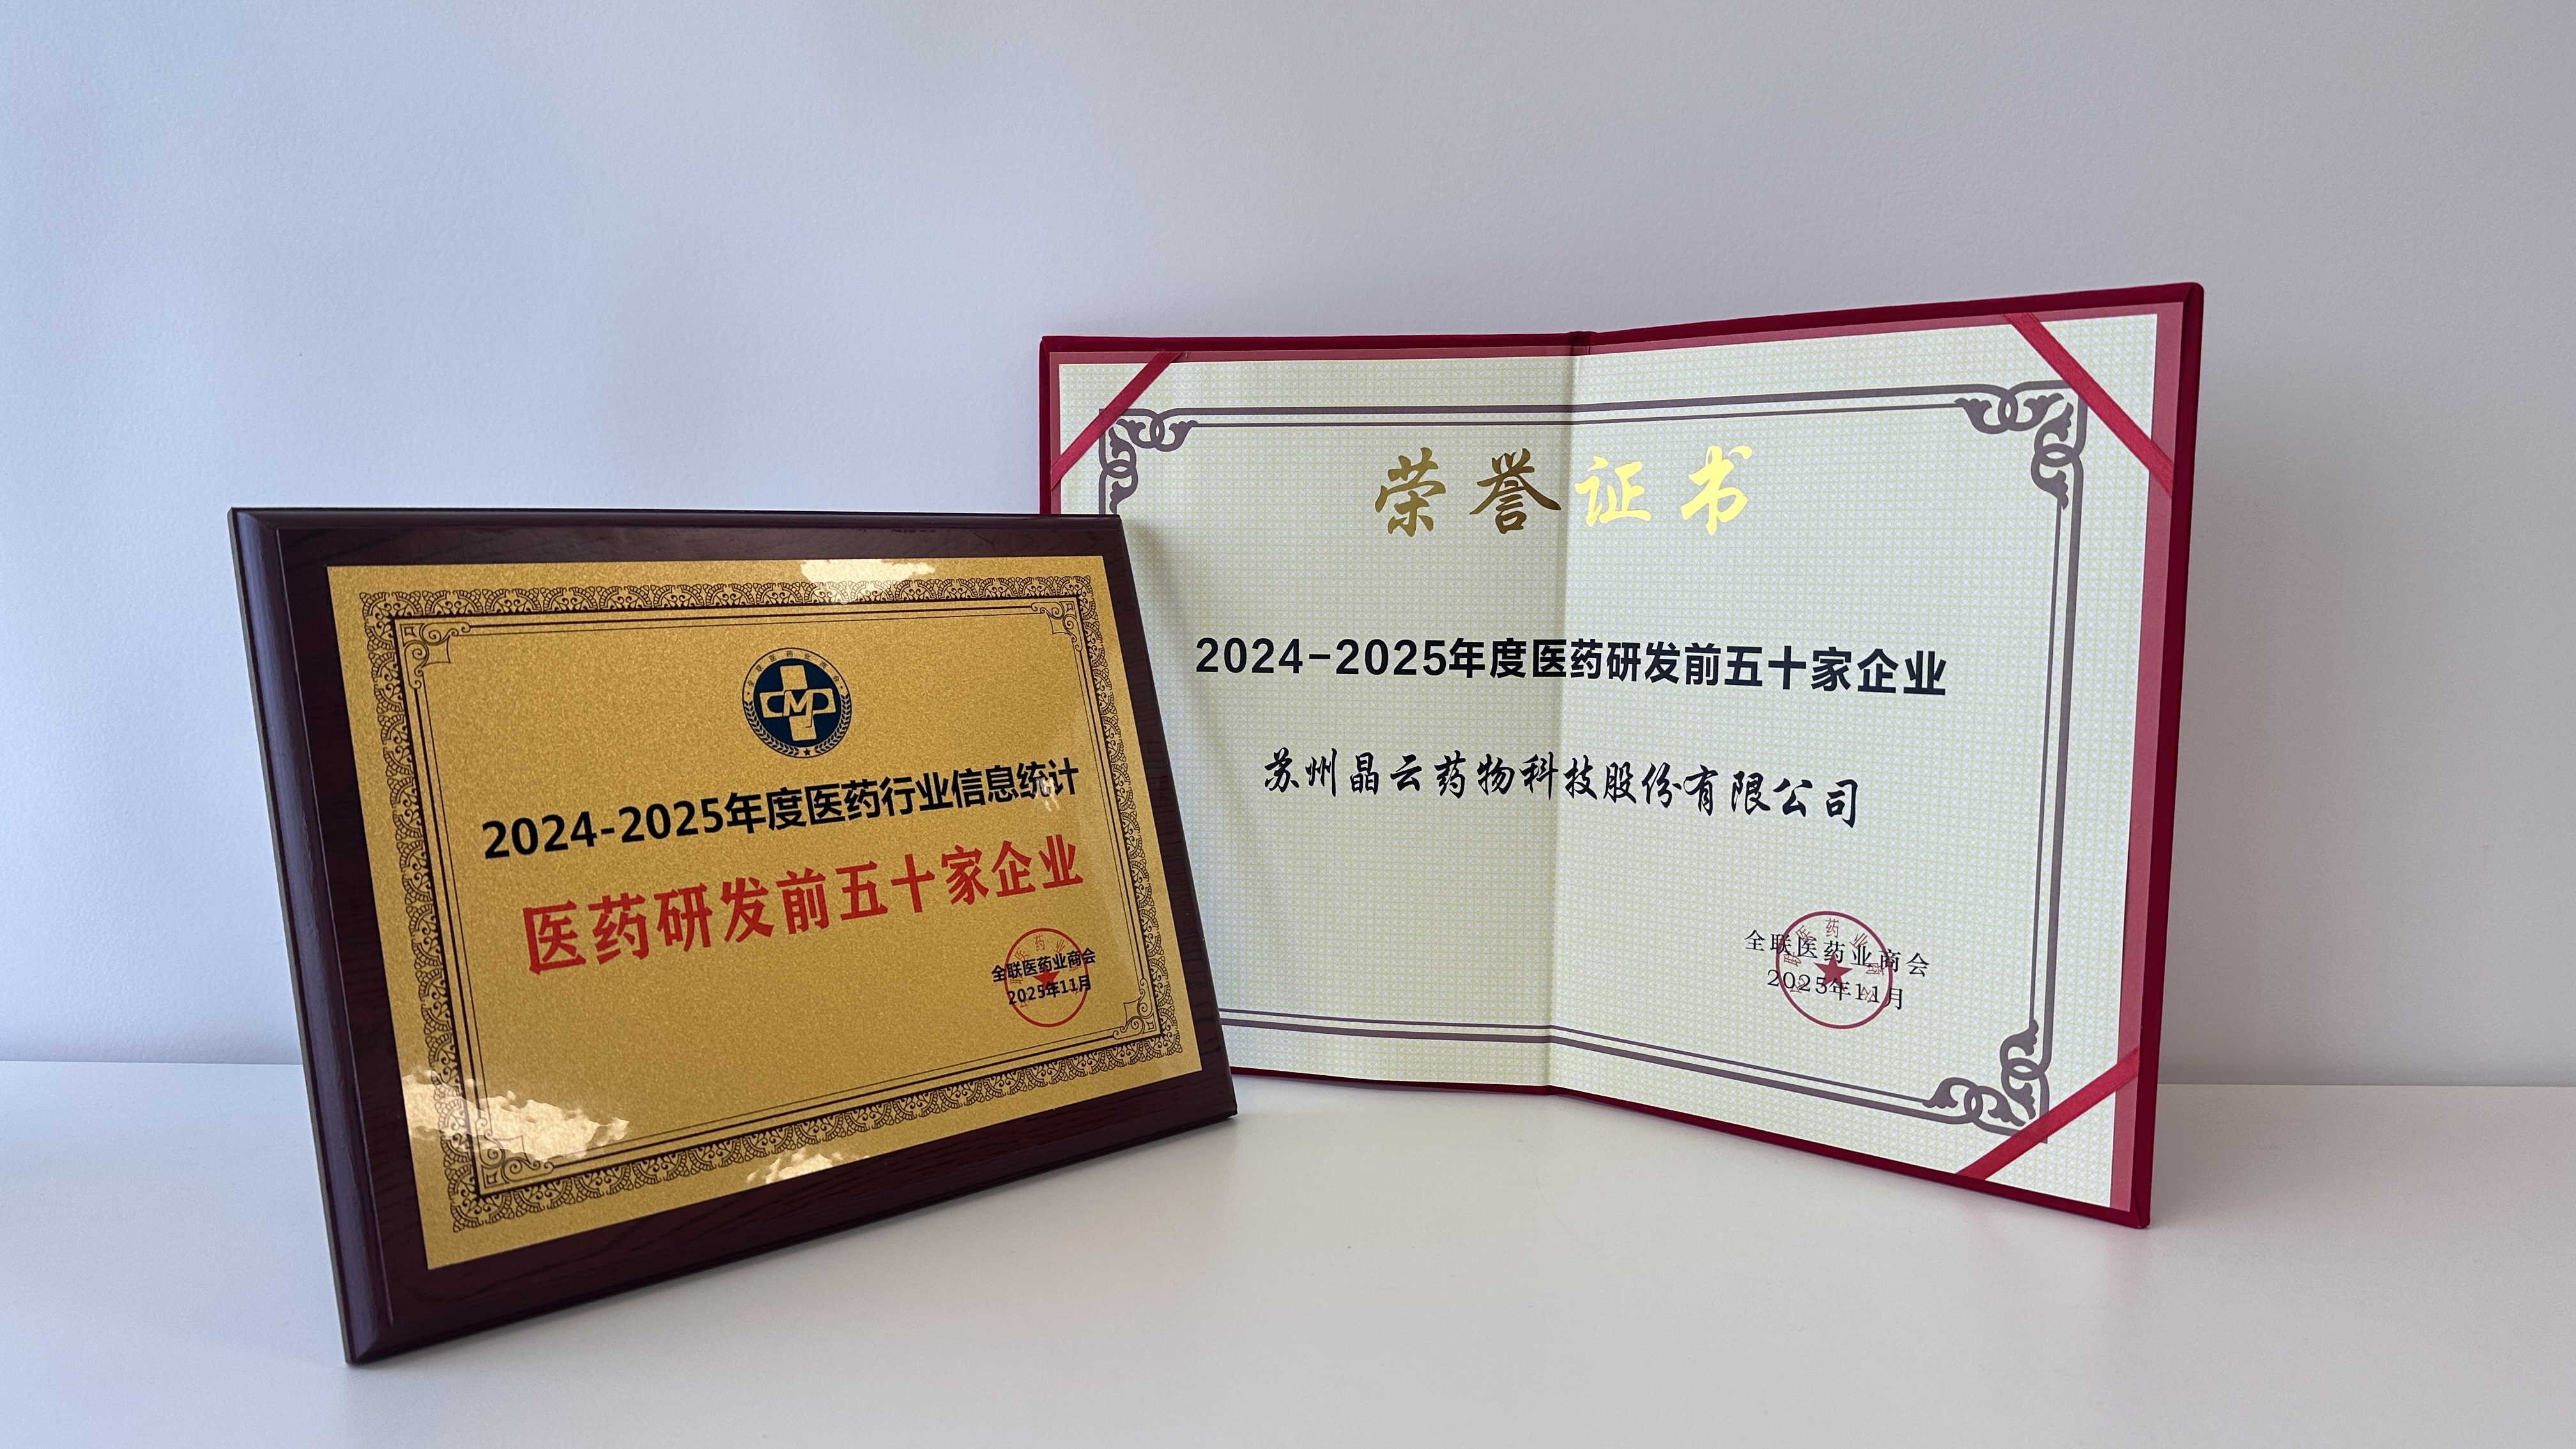 CMP
2024-2025年度医药行业信息统计
医药研发前五十家企业
全联医药业商会
2025年11月
荣誉证书
2024-2025年度医药研发前五十家企业
苏州晶云药物科技股份有限公司
全联医药业商会
2025年11月